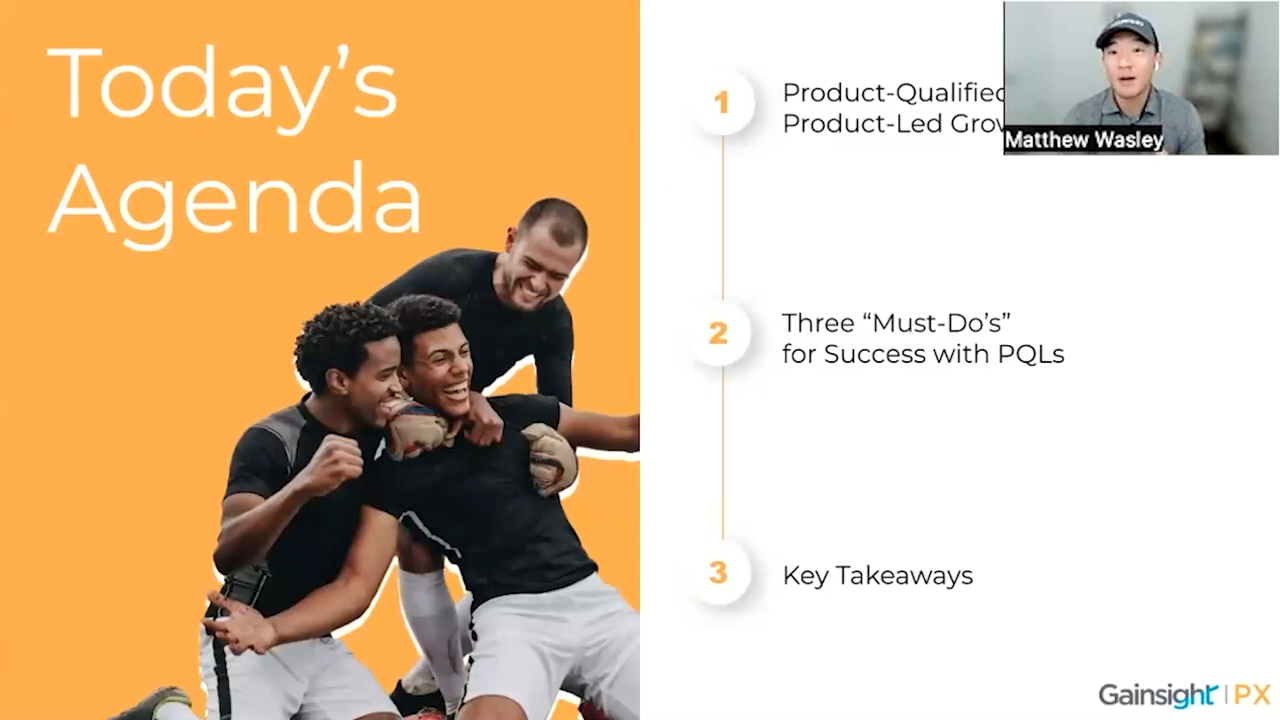 Today's
Agenda
1
Product-Qualified
Product-Led
Matthew Wasley
2
Three “Must-Do’s”
for Success with PQLs
3
Key Takeaways
Gainsight | PX